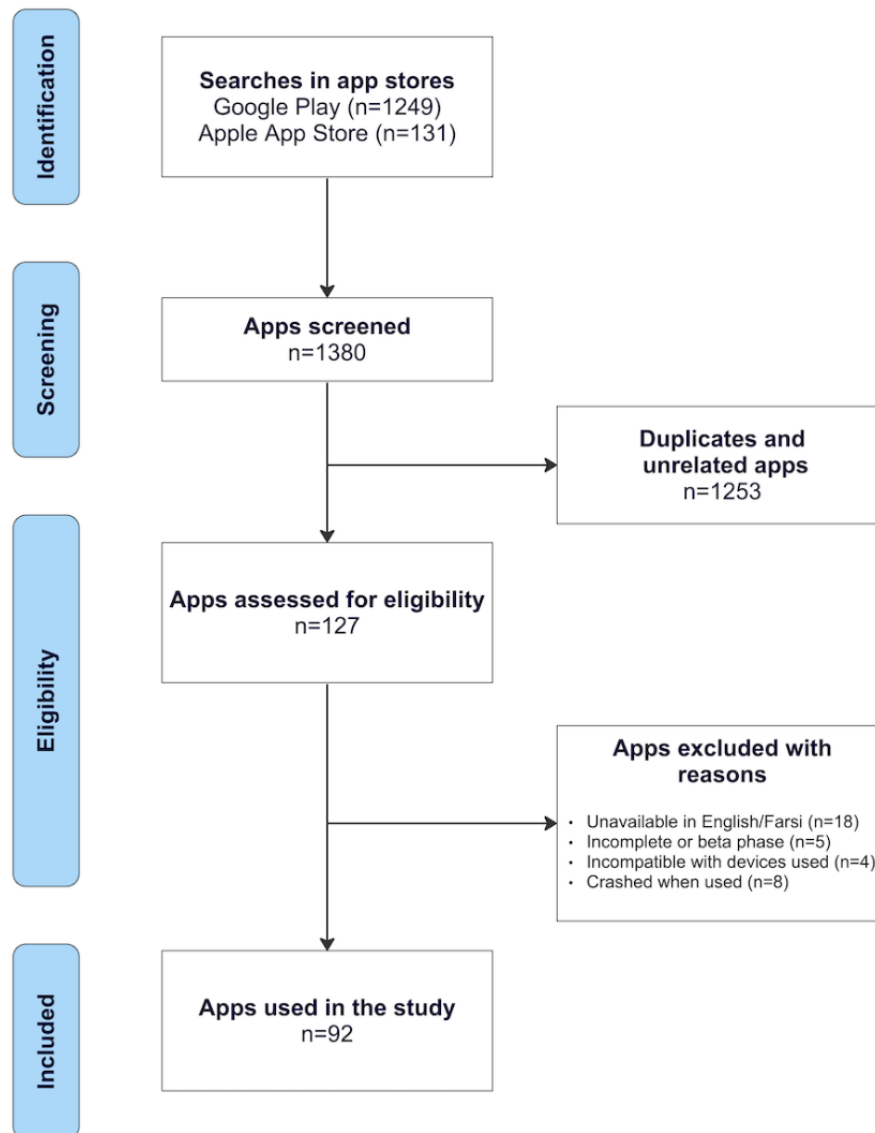 Identification
Searches in app stores
Google Play (n=1249)
Apple App Store (n=131)
Screening
Apps screened
n=1380
Duplicates and
unrelated apps
n=1253
Eligibility
Apps assessed for eligibility
n=127
Apps excluded with
reasons
• Unavailable in English/Farsi (n=18)
• Incomplete or beta phase (n=5)
• Incompatible with devices used (n=4)
• Crashed when used (n=8)
Included
Apps used in the study
n=92